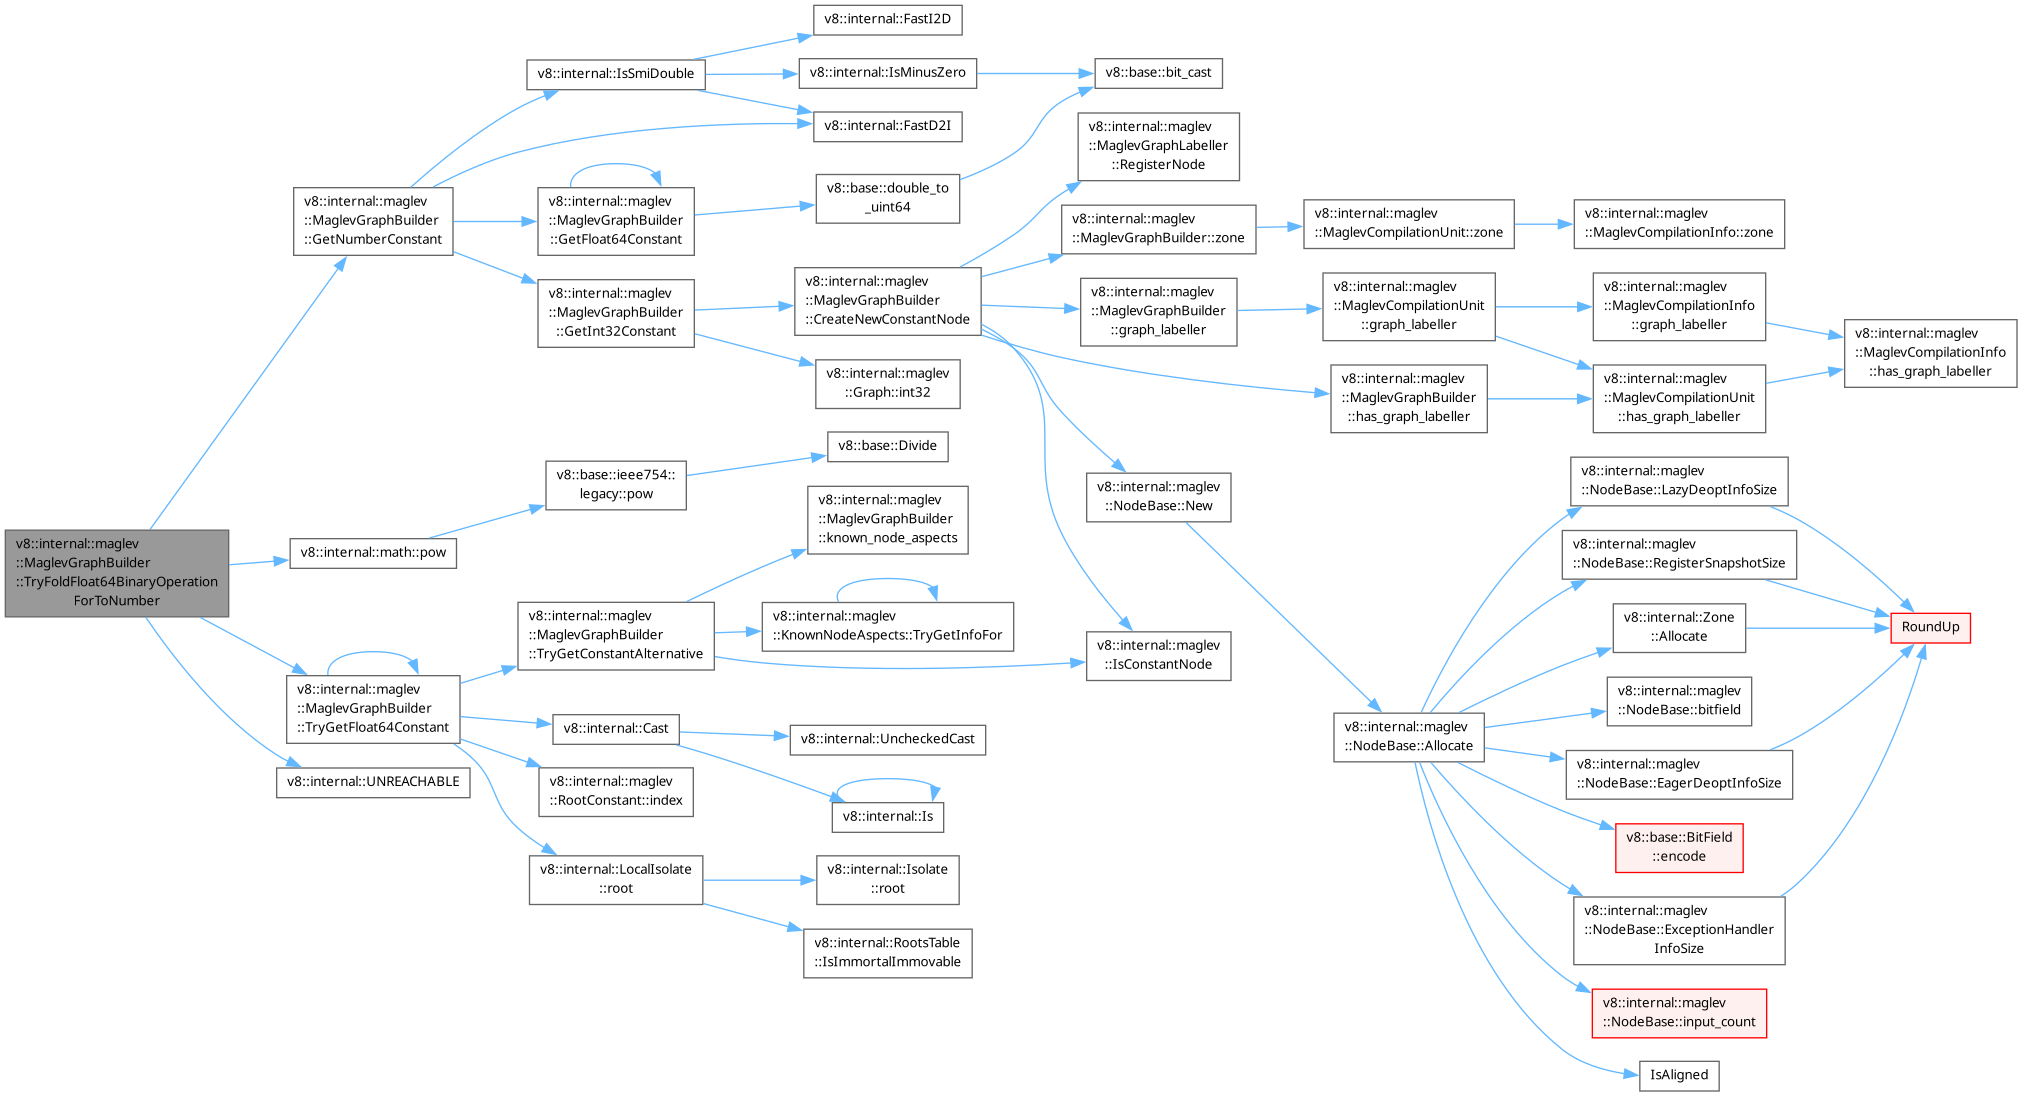 v8::internal::maglev
::MaglevGraphBuilder
::TryFoldFloat64BinaryOperation
ForToNumber
v8::internal::maglev
::MaglevGraphBuilder
::GetNumberConstant
v8::internal::math::pow
v8::internal::maglev
::MaglevGraphBuilder
::TryGetFloat64Constant
v8::internal::UNREACHABLE
v8::internal::IsSmiDouble
v8::internal::maglev
::MaglevGraphBuilder
::GetFloat64Constant
v8::internal::maglev
::MaglevGraphBuilder
::GetInt32Constant
v8::base::ieee754::
legacy::pow
v8::internal::maglev
::MaglevGraphBuilder
::TryGetConstantAlternative
v8::internal::Cast
v8::internal::maglev
::RootConstant::index
v8::internal::LocalIsolate
::root
v8::internal::FastI2D
v8::internal::IsMinusZero
v8::internal::FastD2I
v8::base::double_to
_uint64
v8::internal::maglev
::MaglevGraphBuilder
::CreateNewConstantNode
v8::internal::maglev
::Graph::int32
v8::base::Divide
v8::internal::maglev
::MaglevGraphBuilder
::known_node_aspects
v8::internal::maglev
::KnownNodeAspects::TryGetInfoFor
v8::internal::UncheckedCast
v8::internal::Is
v8::internal::Isolate
::root
v8::internal::RootsTable
::IsImmortalImmovable
v8::base::bit_cast
v8::internal::maglev
::MaglevGraphLabeller
::RegisterNode
v8::internal::maglev
::MaglevGraphBuilder::zone
v8::internal::maglev
::MaglevGraphBuilder
::graph_labeller
v8::internal::maglev
::NodeBase::New
v8::internal::maglev
::IsConstantNode
v8::internal::maglev
::MaglevCompilationUnit::zone
v8::internal::maglev
::MaglevCompilationUnit
::graph_labeller
v8::internal::maglev
::MaglevGraphBuilder
::has_graph_labeller
v8::internal::maglev
::NodeBase::Allocate
v8::internal::maglev
::MaglevCompilationInfo::zone
v8::internal::maglev
::MaglevCompilationInfo
::graph_labeller
v8::internal::maglev
::MaglevCompilationUnit
::has_graph_labeller
v8::internal::maglev
::NodeBase::LazyDeoptInfoSize
v8::internal::maglev
::NodeBase::RegisterSnapshotSize
v8::internal::Zone
::Allocate
v8::internal::maglev
::NodeBase::bitfield
v8::internal::maglev
::NodeBase::EagerDeoptInfoSize
v8::base::BitField
::encode
v8::internal::maglev
::NodeBase::ExceptionHandler
InfoSize
v8::internal::maglev
::NodeBase::input_count
IsAligned
v8::internal::maglev
::MaglevCompilationInfo
::has_graph_labeller
RoundUp